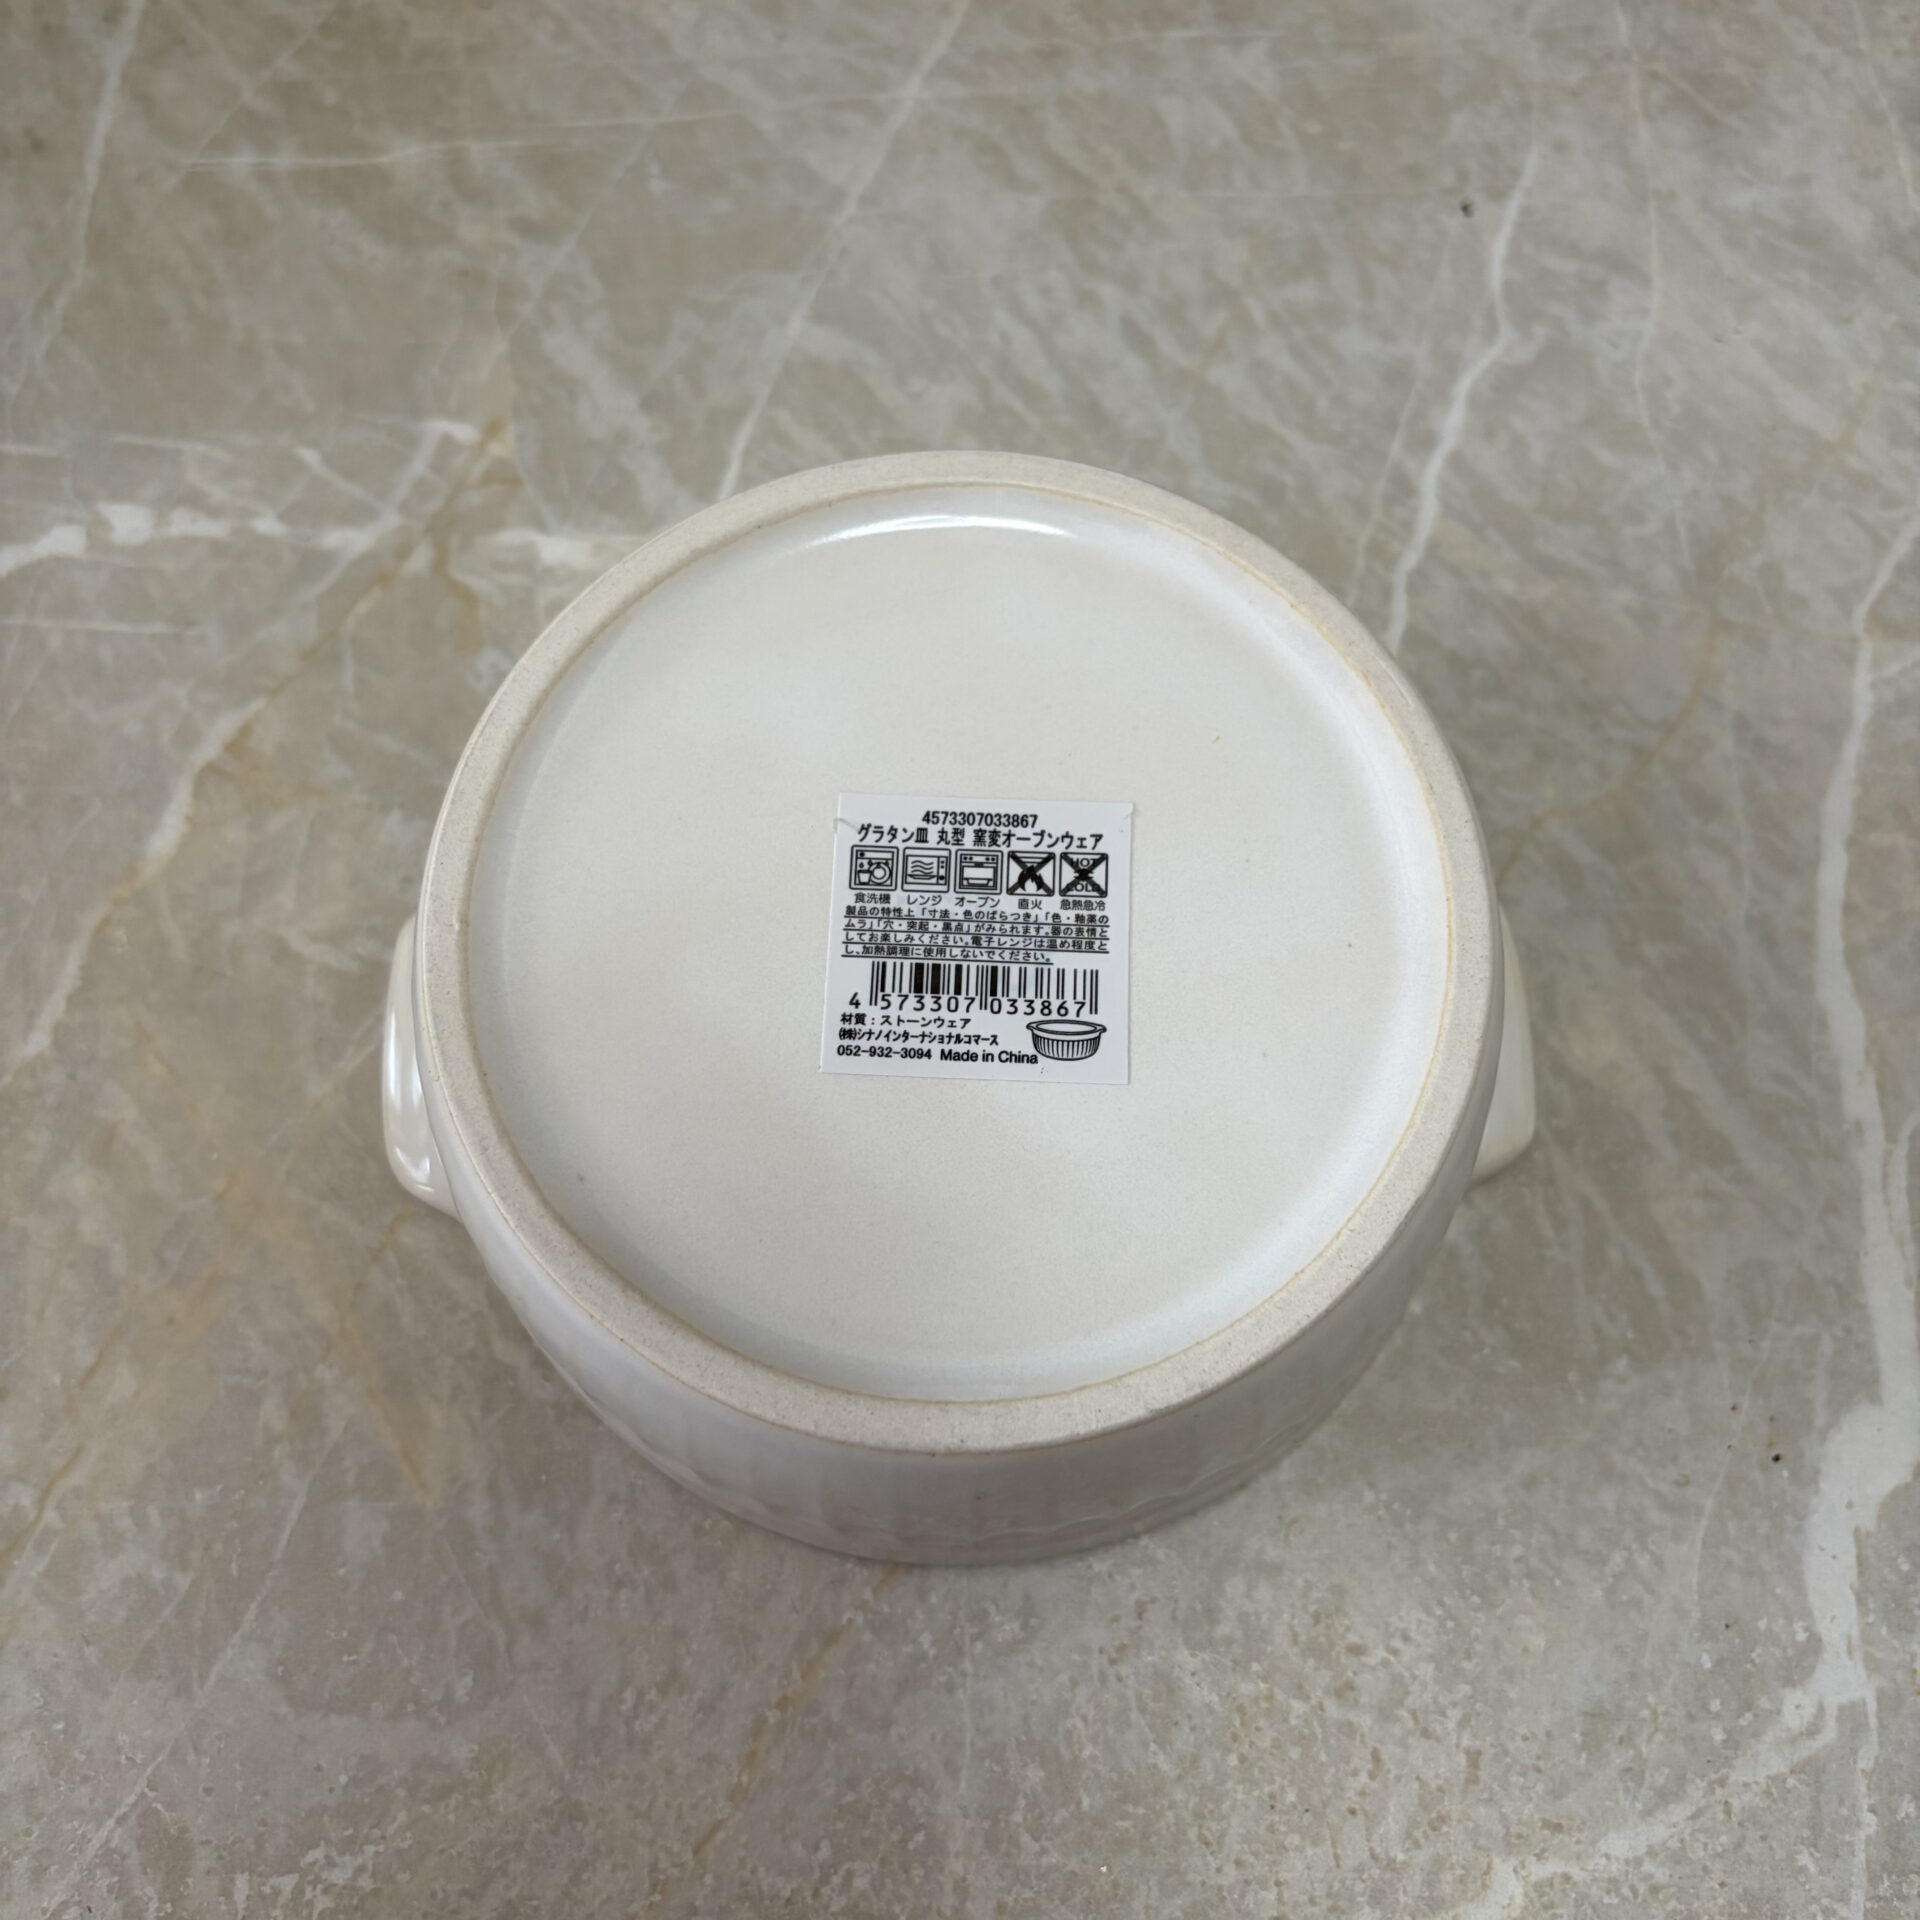 4573307033867
グラタン皿 丸型 窯変オーブンウェア
HOT COLD
食洗機 レンジ オーブン 直火 急熱急冷
製品の特性上「寸法・色のばらつき」「色・釉薬の
ムラ」「穴・突起・黒点」がみられます。器の表情と
してお楽しみください。電子レンジは温め程度と
し、加熱調理に使用しないでください。
4 573307 033867
材質：ストーンウェア
㈱シナノインターナショナルコマース
052-932-3094 Made in China